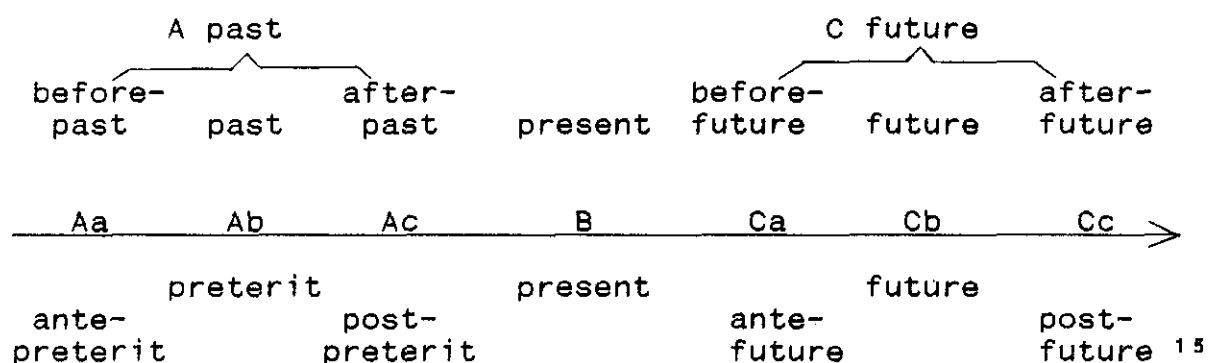 A past C future
before- after- before- after-
past past past present future future future
Aa Ab Ac B Ca Cb Cc
preterit present future
ante- post- ante- post-
preterit preterit future future 15